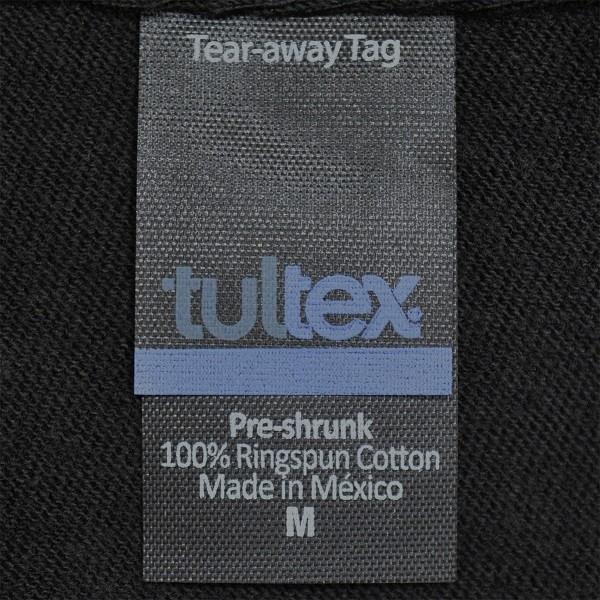 Tear-away Tag
tultex.
Pre-shrunk
100% Ringspun Cotton
Made in México
M